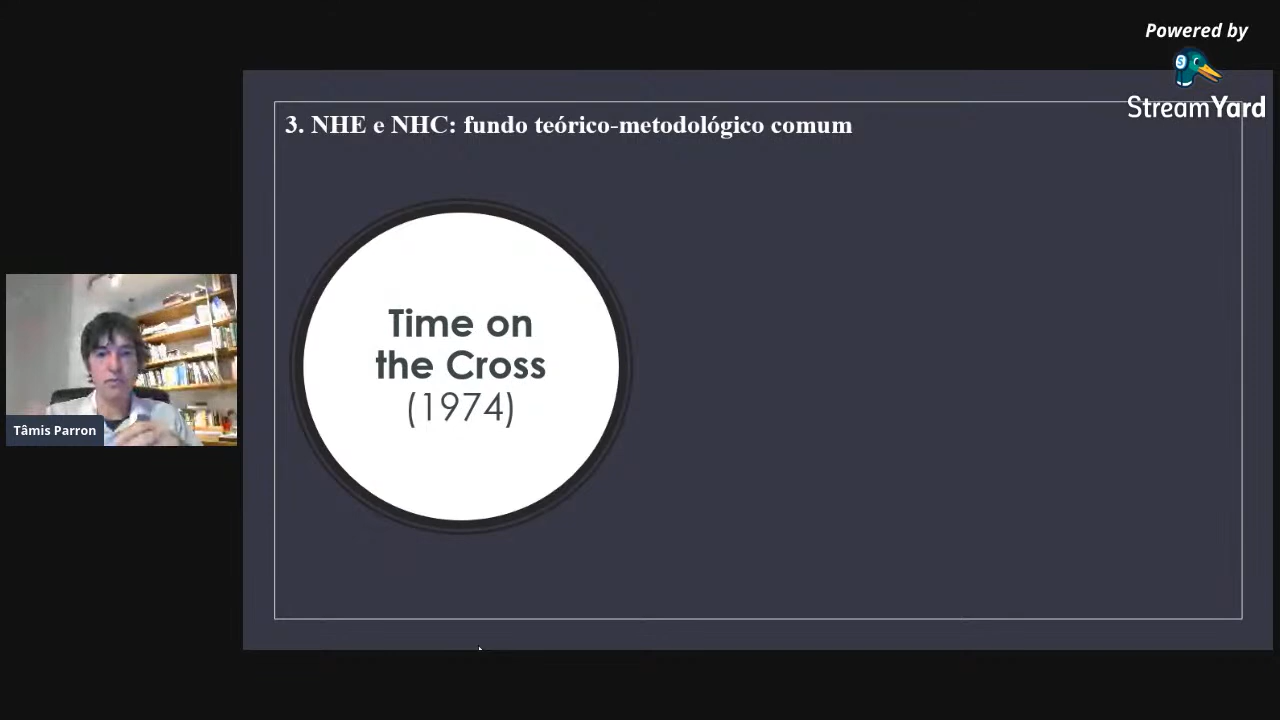 Powered by
StreamYard
3. NHE e NHC: fundo teórico-metodológico comum
Time on
the Cross
(1974)
Tâmis Parron